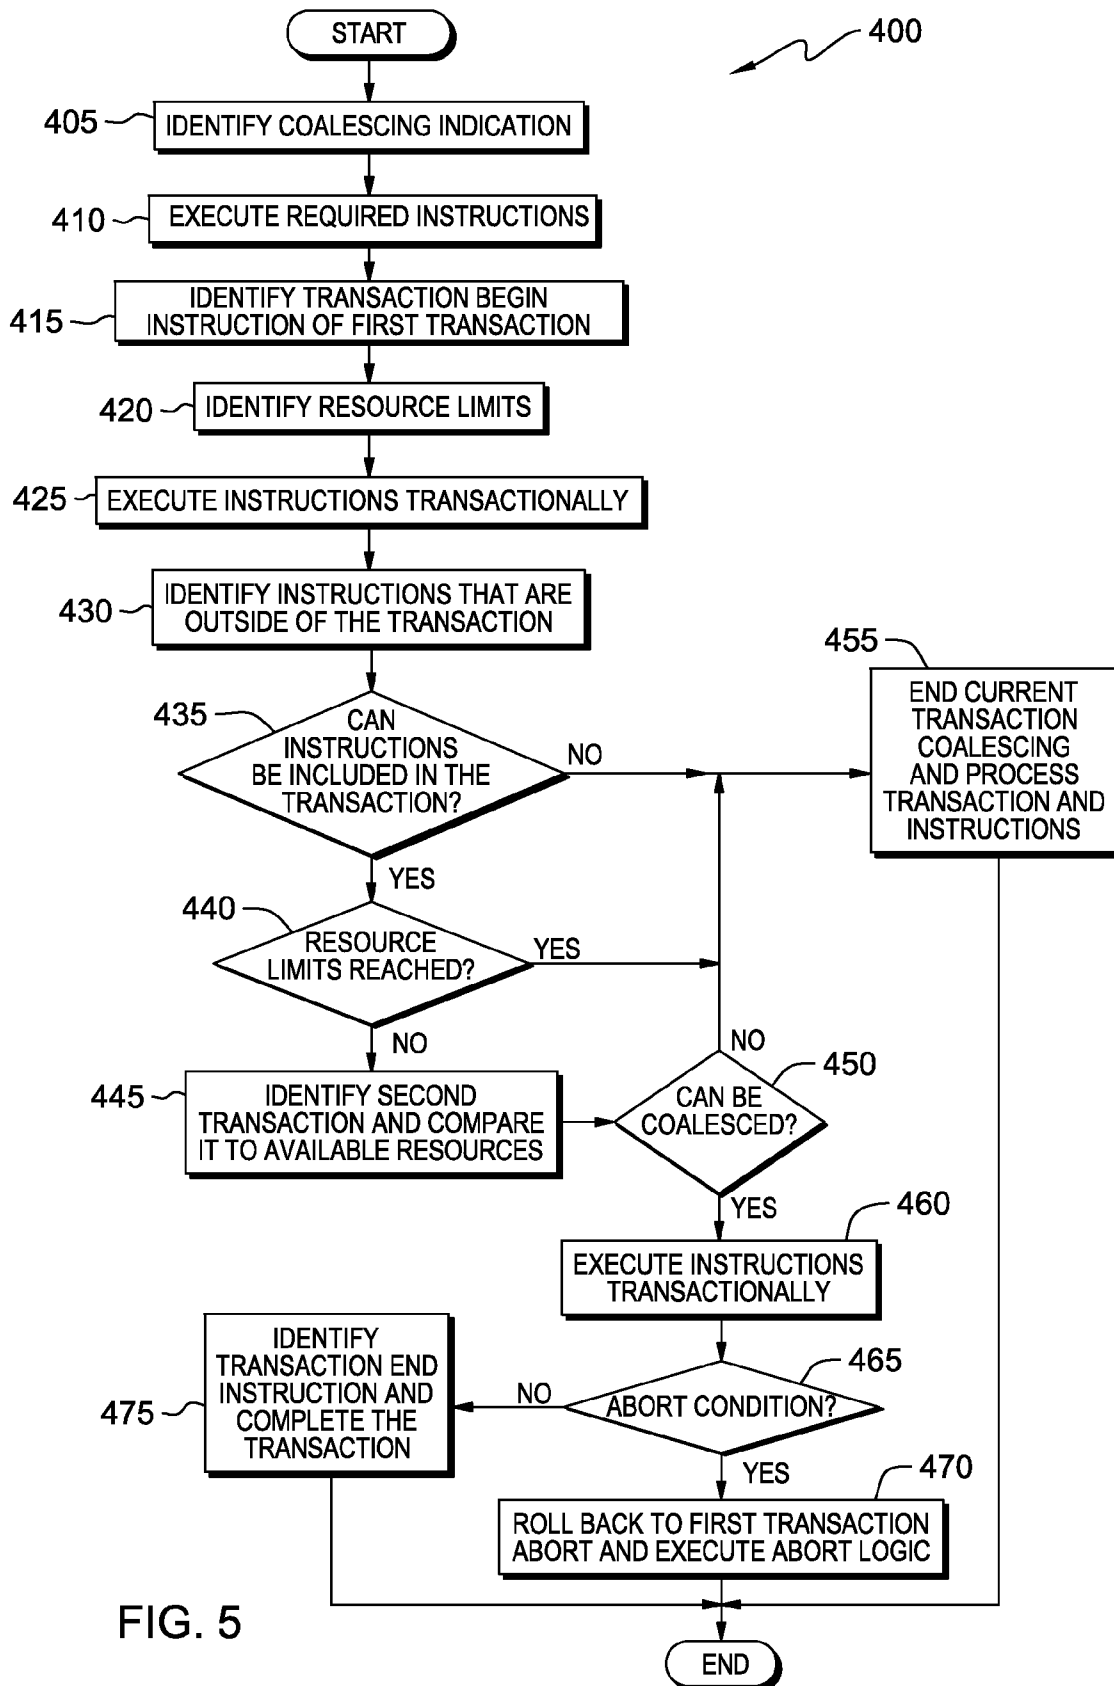 START
400
405
IDENTIFY COALESCING INDICATION
410
EXECUTE REQUIRED INSTRUCTIONS
415
IDENTIFY TRANSACTION BEGIN
INSTRUCTION OF FIRST TRANSACTION
420
IDENTIFY RESOURCE LIMITS
425
EXECUTE INSTRUCTIONS TRANSACTIONALLY
430
IDENTIFY INSTRUCTIONS THAT ARE
OUTSIDE OF THE TRANSACTION
435
CAN
INSTRUCTIONS
BE INCLUDED IN THE
TRANSACTION?
NO
YES
455
END CURRENT
TRANSACTION
COALESCING
AND PROCESS
TRANSACTION AND
INSTRUCTIONS
440
RESOURCE
LIMITS REACHED?
YES
NO
445
IDENTIFY SECOND
TRANSACTION AND COMPARE
IT TO AVAILABLE RESOURCES
NO
450
CAN BE
COALESCED?
YES
460
EXECUTE INSTRUCTIONS
TRANSACTIONALLY
465
ABORT CONDITION?
NO
YES
475
IDENTIFY
TRANSACTION END
INSTRUCTION AND
COMPLETE THE
TRANSACTION
470
ROLL BACK TO FIRST TRANSACTION
ABORT AND EXECUTE ABORT LOGIC
FIG. 5
END